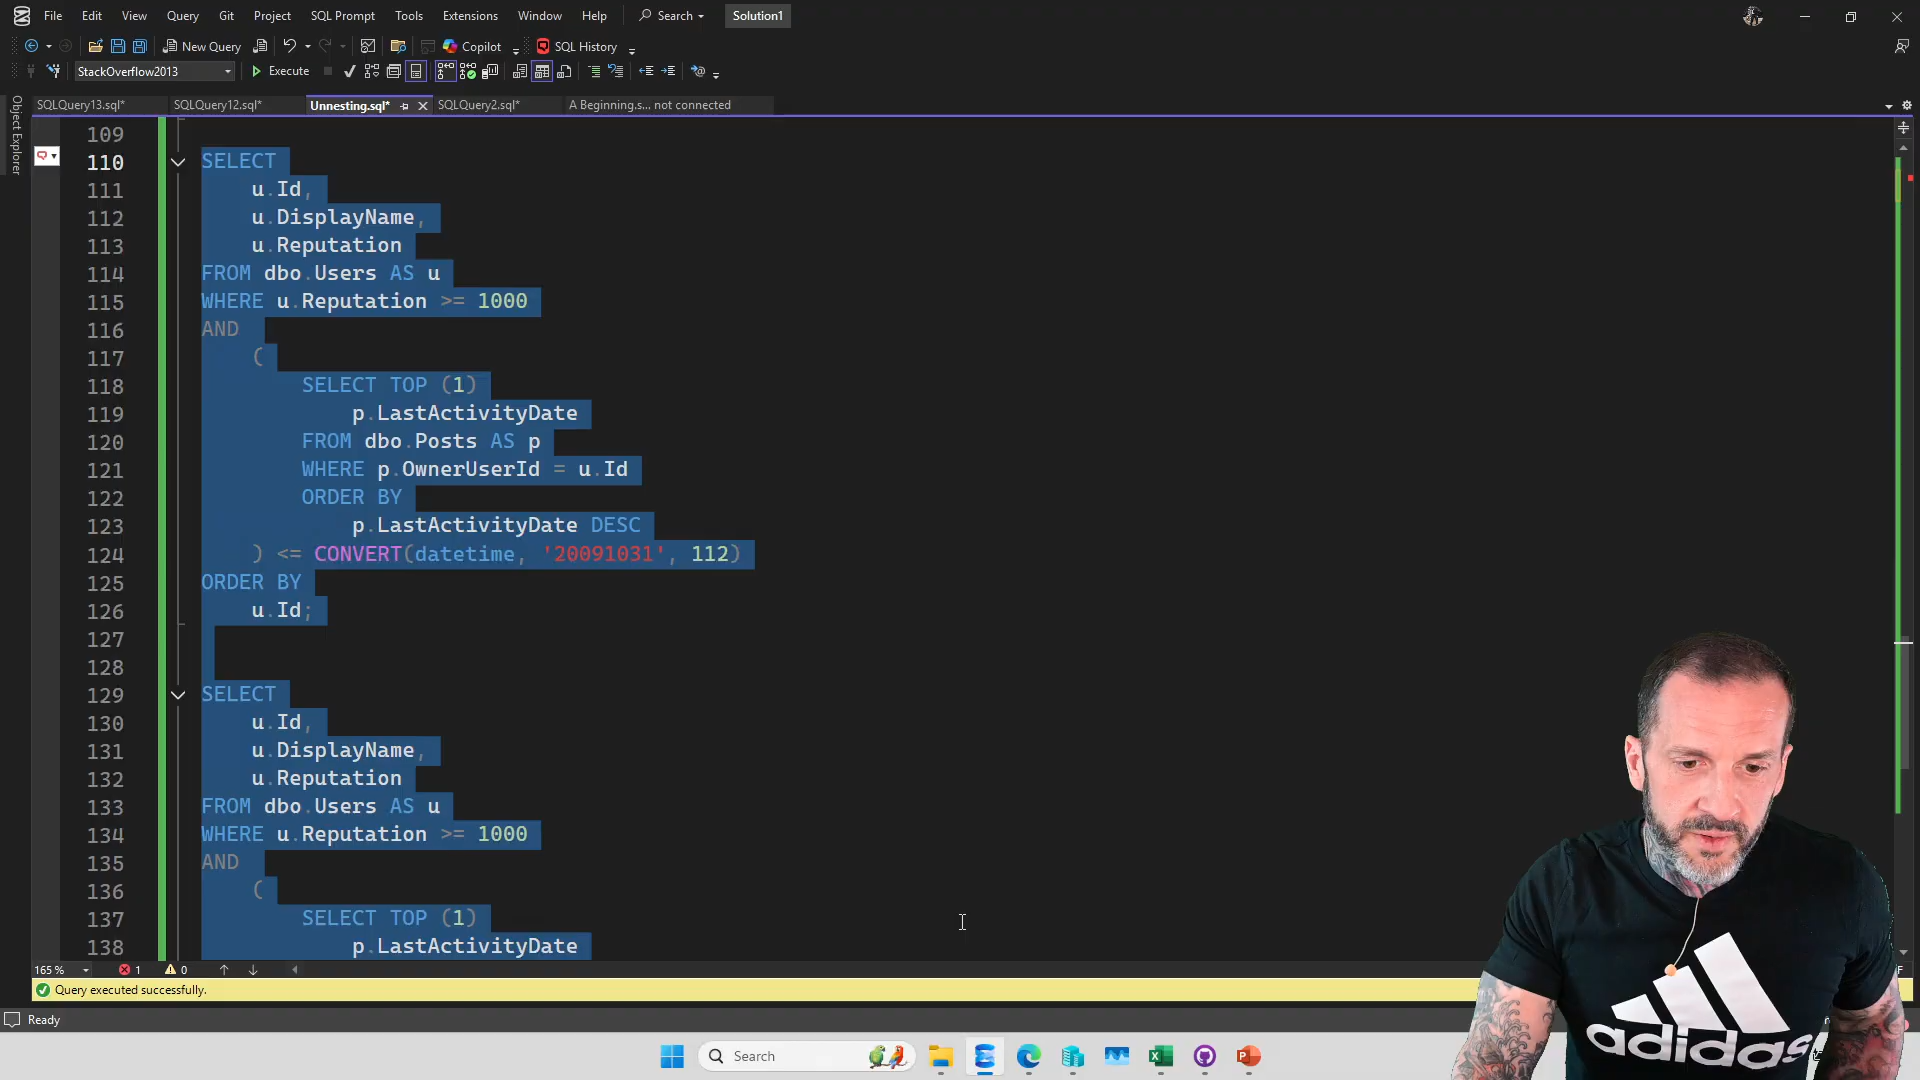 File Edit View Query Git Project SQL Prompt Tools Extensions Window Help Search Solution1
New Query Copilot SQL History
StackOverflow2013 Execute
SQLQuery13.sql* SQLQuery12.sql* Unnesting.sql* SQLQuery2.sql* A Beginning.s... not connected
Object Explorer
109
110 SELECT
111 u.Id,
112 u.DisplayName,
113 u.Reputation
114 FROM dbo.Users AS u
115 WHERE u.Reputation >= 1000
116 AND
117 (
118 SELECT TOP (1)
119 p.LastActivityDate
120 FROM dbo.Posts AS p
121 WHERE p.OwnerUserId = u.Id
122 ORDER BY
123 p.LastActivityDate DESC
124 ) <= CONVERT(datetime, '20091031', 112)
125 ORDER BY
126 u.Id;
127
128
129 SELECT
130 u.Id,
131 u.DisplayName,
132 u.Reputation
133 FROM dbo.Users AS u
134 WHERE u.Reputation >= 1000
135 AND
136 (
137 SELECT TOP (1)
138 p.LastActivityDate
165 % 1 0
Query executed successfully.
Ready
Search
adidas